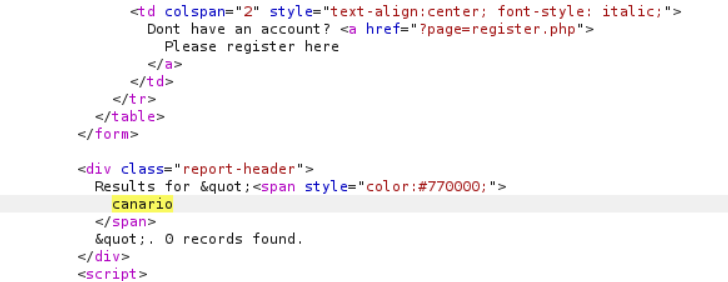 <td colspan="2" style="text-align:center; font-style: italic;">
Dont have an account? <a href="?page=register.php">
Please register here
</a>
</td>
</tr>
</table>
</form>
<div class="report-header">
Results for &quot;<span style="color:#770000;">
canario
</span>
&quot;. 0 records found.
</div>
<script>